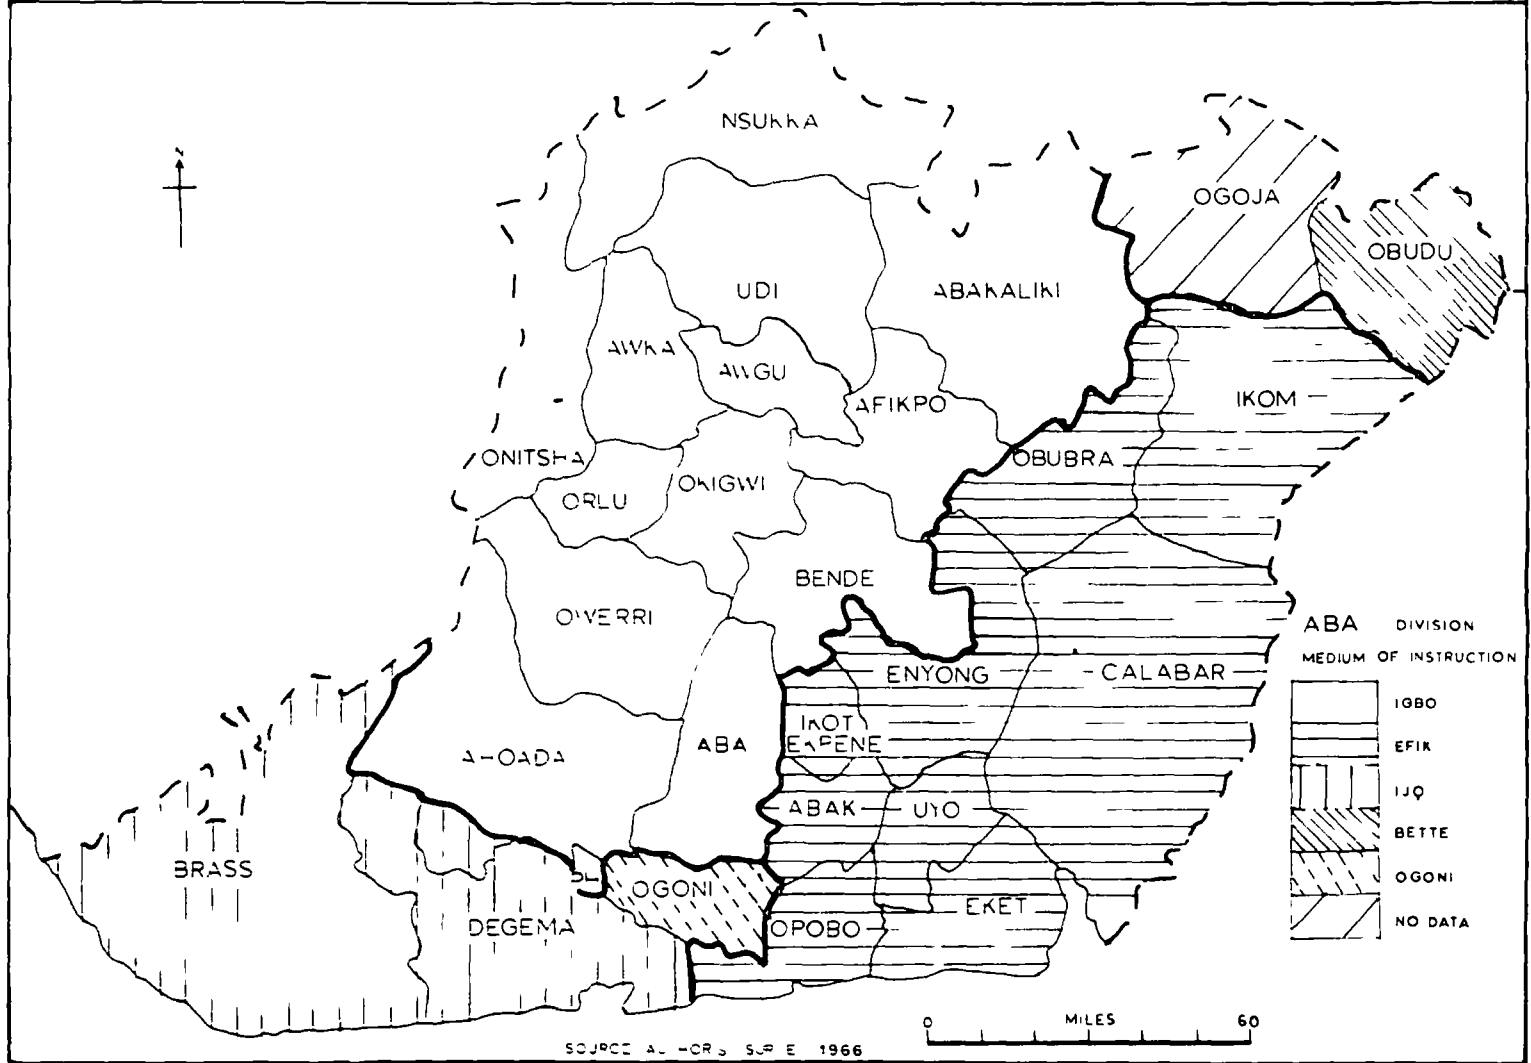 NSUKKA
OGOJA
OBUDU
UDI
ABAKALIKI
AWKA
AWGU
AFIKPO
IKOM
ONITSHA
OBUBRA
ORLU
OKIGWI
BENDE
OWERRI
ENYONG
CALABAR
IKOT
EKPENE
AHOADA
ABA
ABAK
UYO
BRASS
OGONI
DEGEMA
OPOBO
EKET
ABA DIVISION
MEDIUM OF INSTRUCTION
IGBO
EFIK
IJỌ
BETTE
OGONI
NO DATA
0 MILES 60
SOURCE 1966